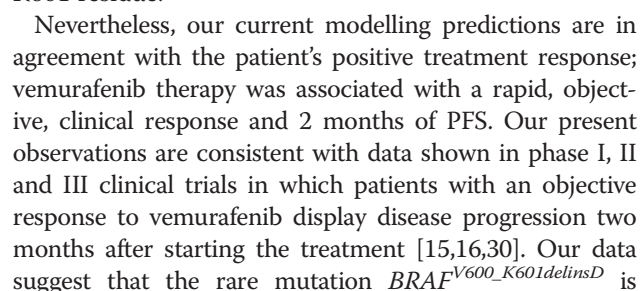 K601 residue.
Nevertheless, our current modelling predictions are in
agreement with the patient's positive treatment response;
vemurafenib therapy was associated with a rapid, object-
ive, clinical response and 2 months of PFS. Our present
observations are consistent with data shown in phase I, II
and III clinical trials in which patients with an objective
response to vemurafenib display disease progression two
months after starting the treatment [15,16,30]. Our data
suggest that the rare mutation BRAFV600_K601delinsD is